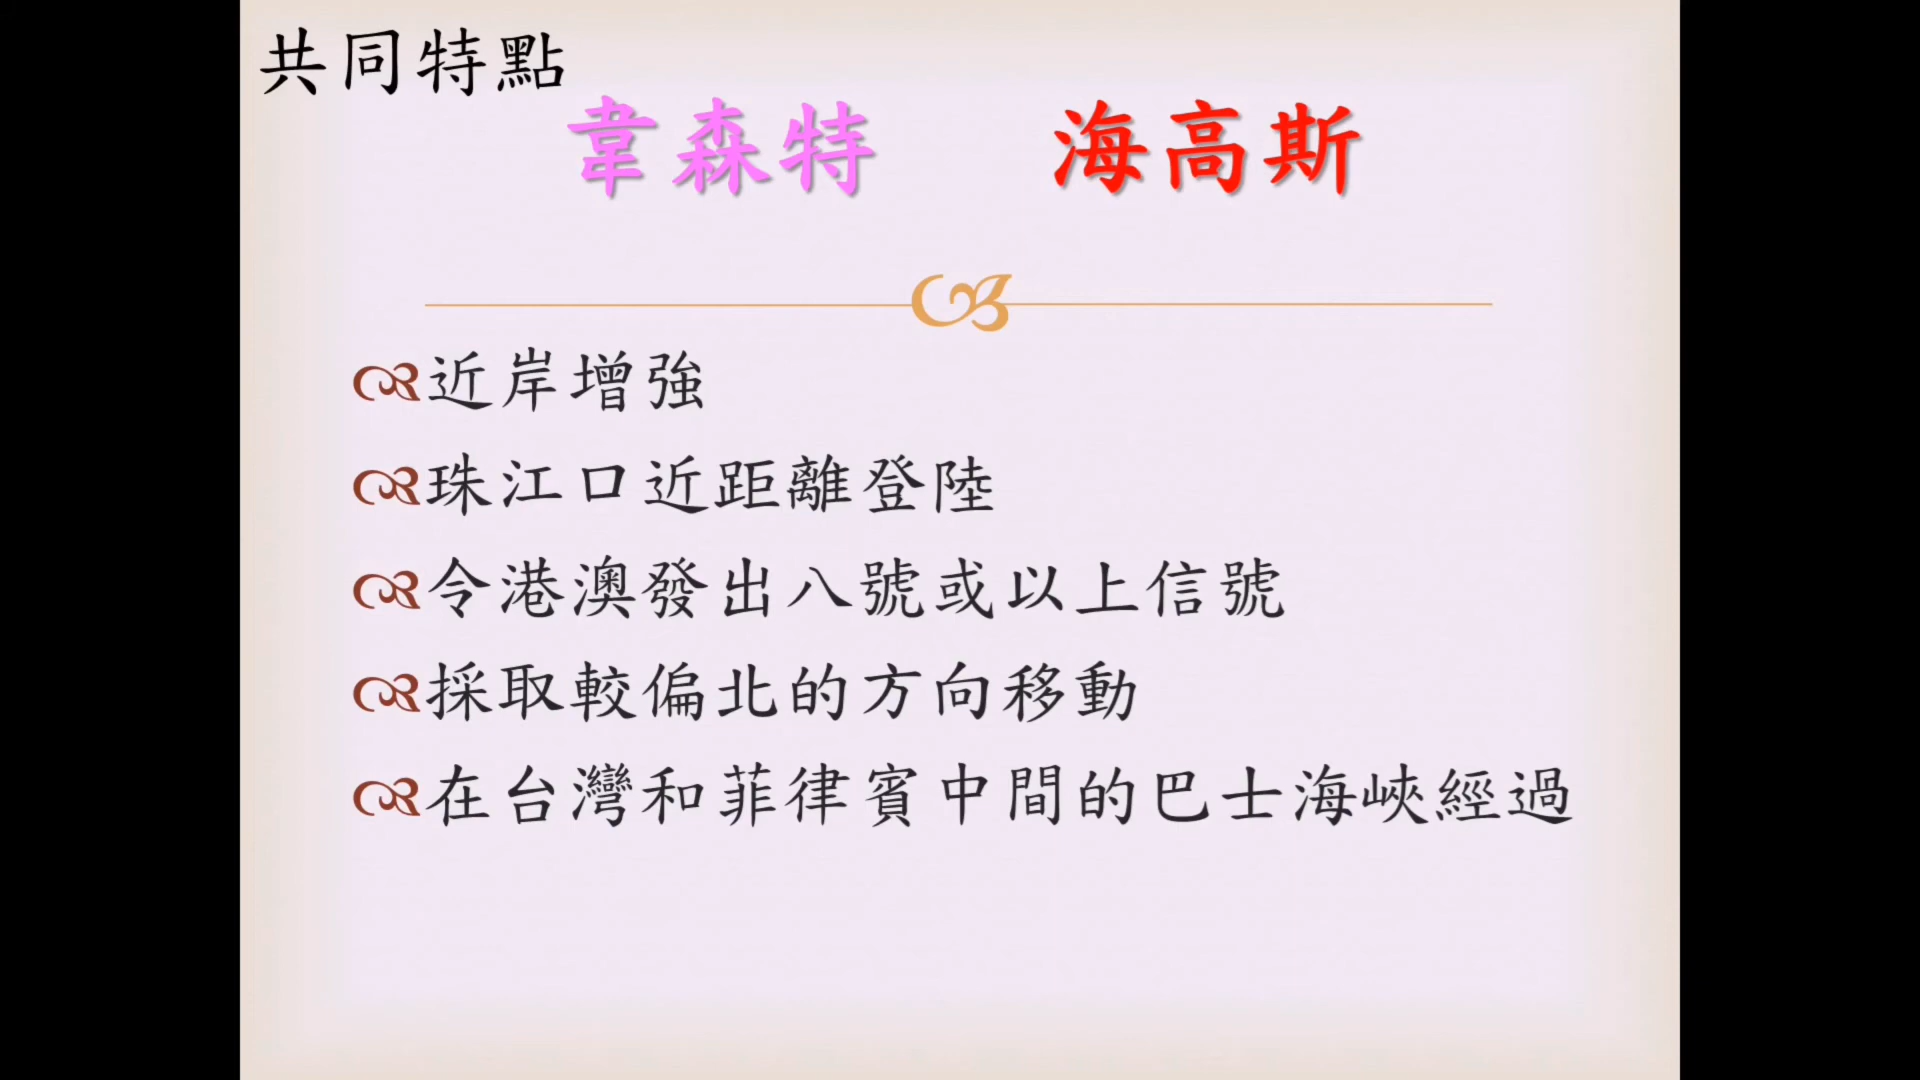 共同特點
韋森特 海高斯
近岸增強
珠江口近距離登陸
令港澳發出八號或以上信號
採取較偏北的方向移動
在台灣和菲律賓中間的巴士海峽經過